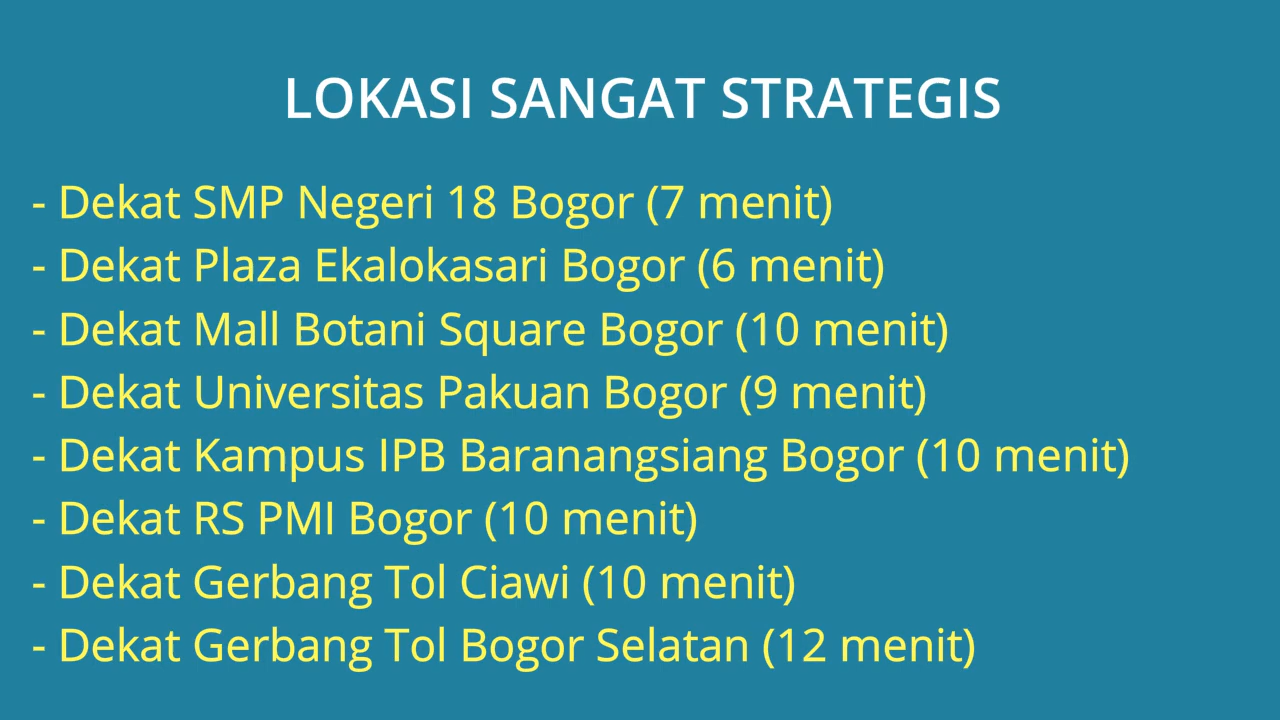 LOKASI SANGAT STRATEGIS
- Dekat SMP Negeri 18 Bogor (7 menit)
- Dekat Plaza Ekalokasari Bogor (6 menit)
- Dekat Mall Botani Square Bogor (10 menit)
- Dekat Universitas Pakuan Bogor (9 menit)
- Dekat Kampus IPB Baranangsiang Bogor (10 menit)
- Dekat RS PMI Bogor (10 menit)
- Dekat Gerbang Tol Ciawi (10 menit)
- Dekat Gerbang Tol Bogor Selatan (12 menit)